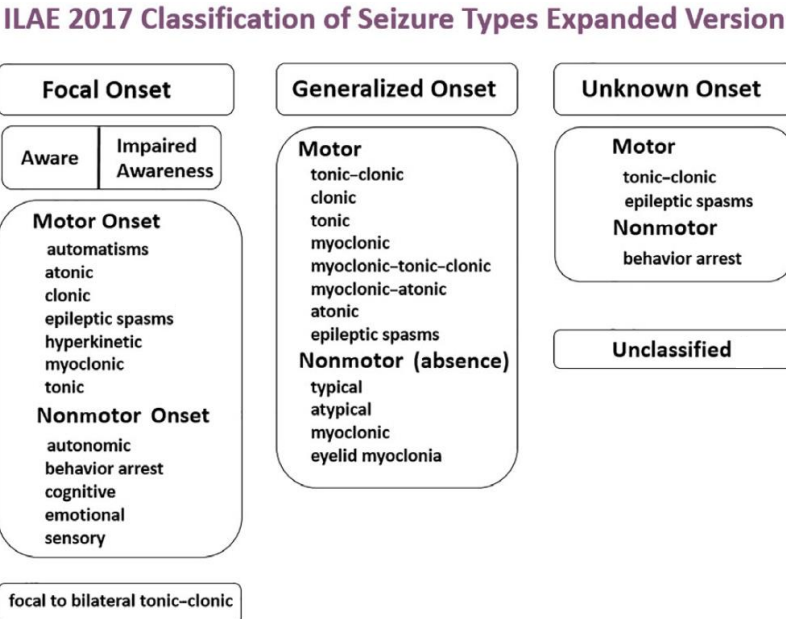 ILAE 2017 Classification of Seizure Types Expanded Version
Focal Onset
Aware
Impaired
Awareness
Motor Onset
automatisms
atonic
clonic
epileptic spasms
hyperkinetic
myoclonic
tonic
Nonmotor Onset
autonomic
behavior arrest
cognitive
emotional
sensory
focal to bilateral tonic–clonic
Generalized Onset
Motor
tonic–clonic
clonic
tonic
myoclonic
myoclonic–tonic–clonic
myoclonic–atonic
atonic
epileptic spasms
Nonmotor (absence)
typical
atypical
myoclonic
eyelid myoclonia
Unknown Onset
Motor
tonic–clonic
epileptic spasms
Nonmotor
behavior arrest
Unclassified